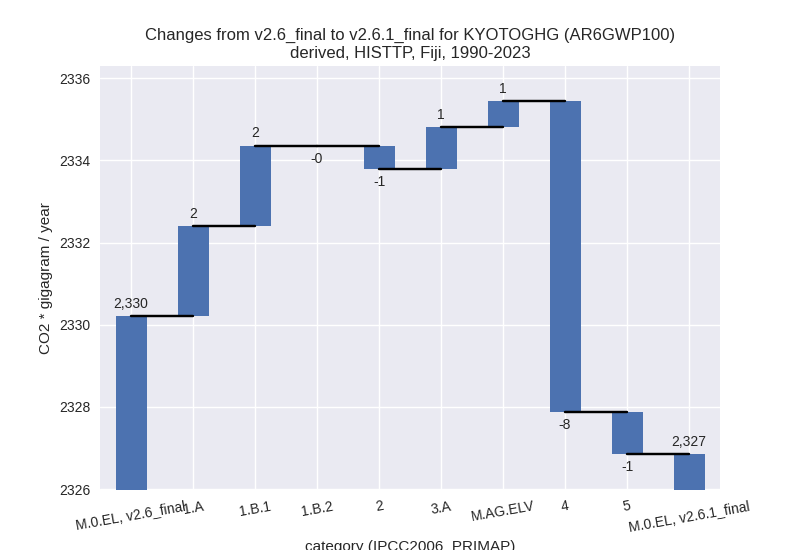 Changes from v2.6_final to v2.6.1_final for KYOTOGHG (AR6GWP100)
derived, HISTTP, Fiji, 1990-2023
CO2 * gigagram / year
2336
2334
2332
2330
2328
2326
2,330
2
2
-0
-1
1
1
-8
-1
2,327
M.0.EL, v2.6_final
1.A
1.B.1
1.B.2
2
3.A
M.AG.ELV
4
5
M.0.EL, v2.6.1_final
category (IPCC2006_PRIMAP)